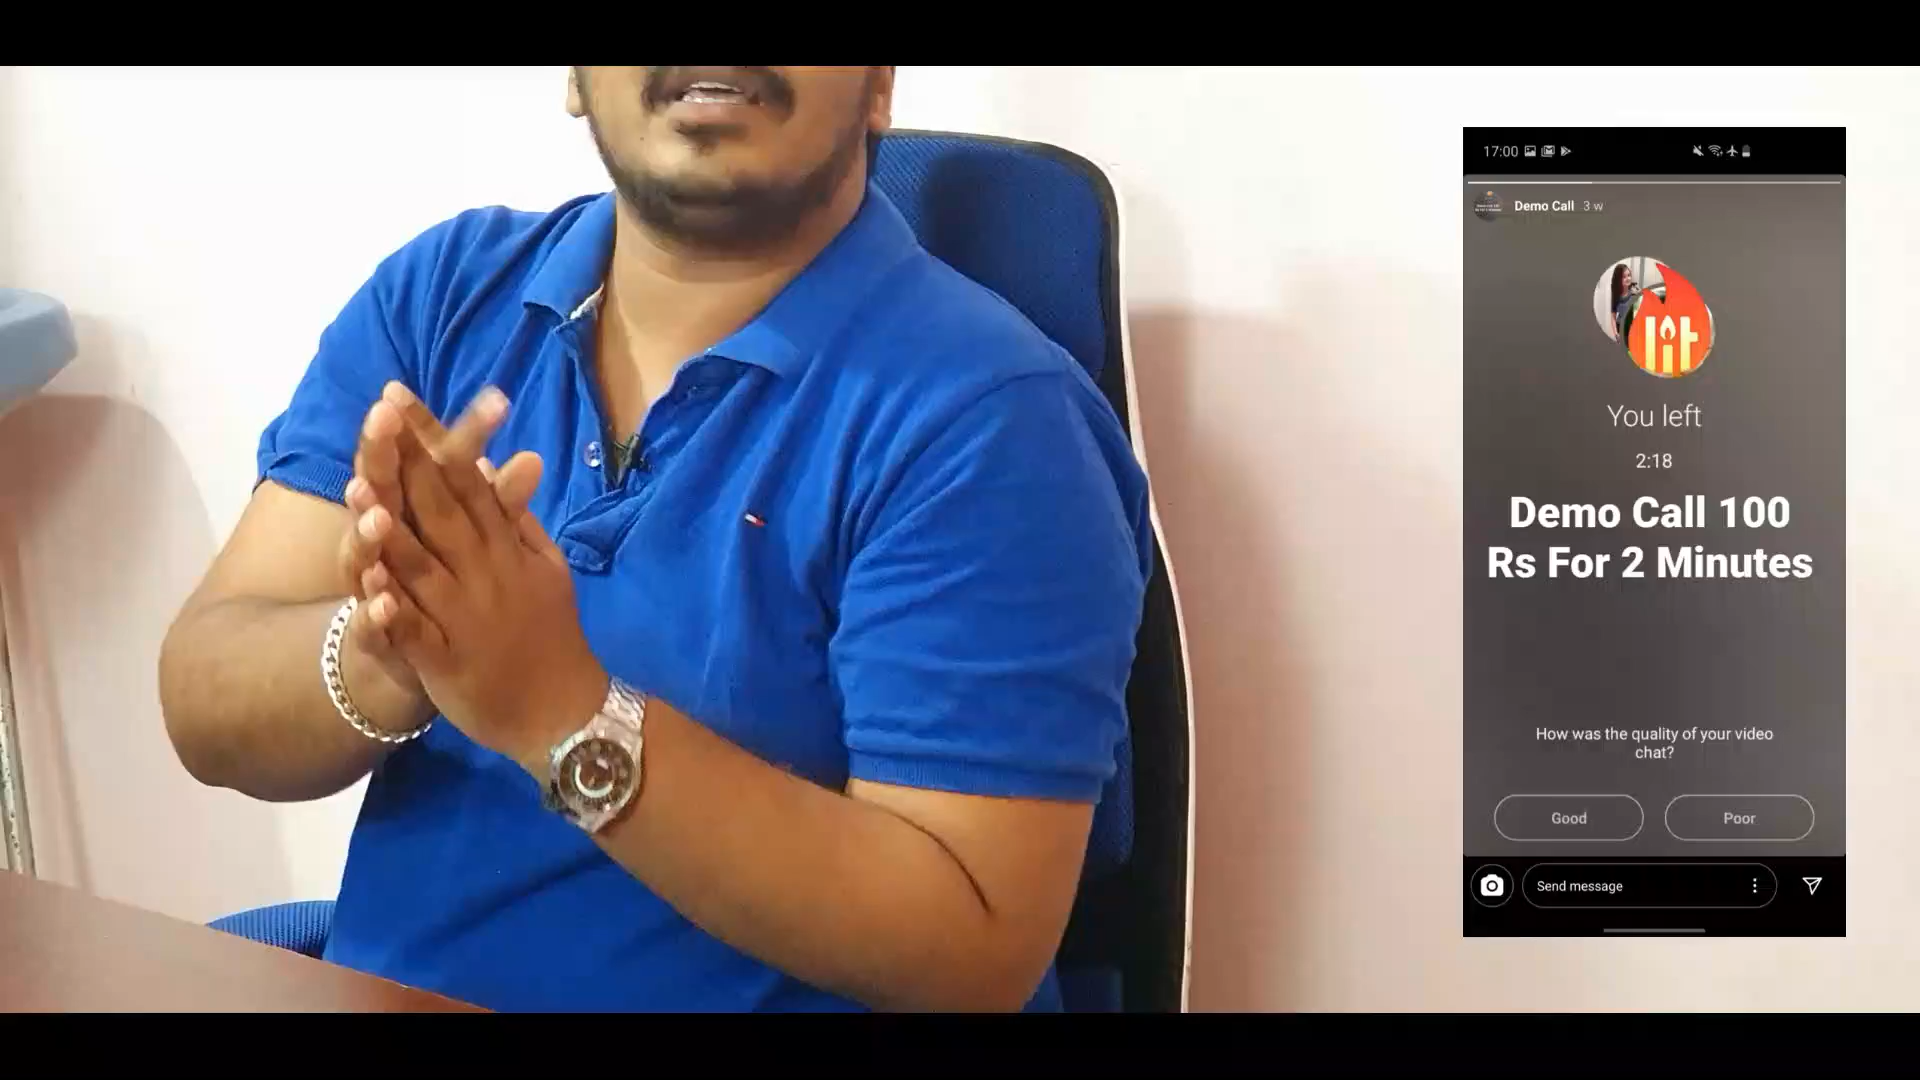 17:00
Demo Call 3 w
lit
You left
2:18
Demo Call 100
Rs For 2 Minutes
How was the quality of your video
chat?
Good
Poor
Send message